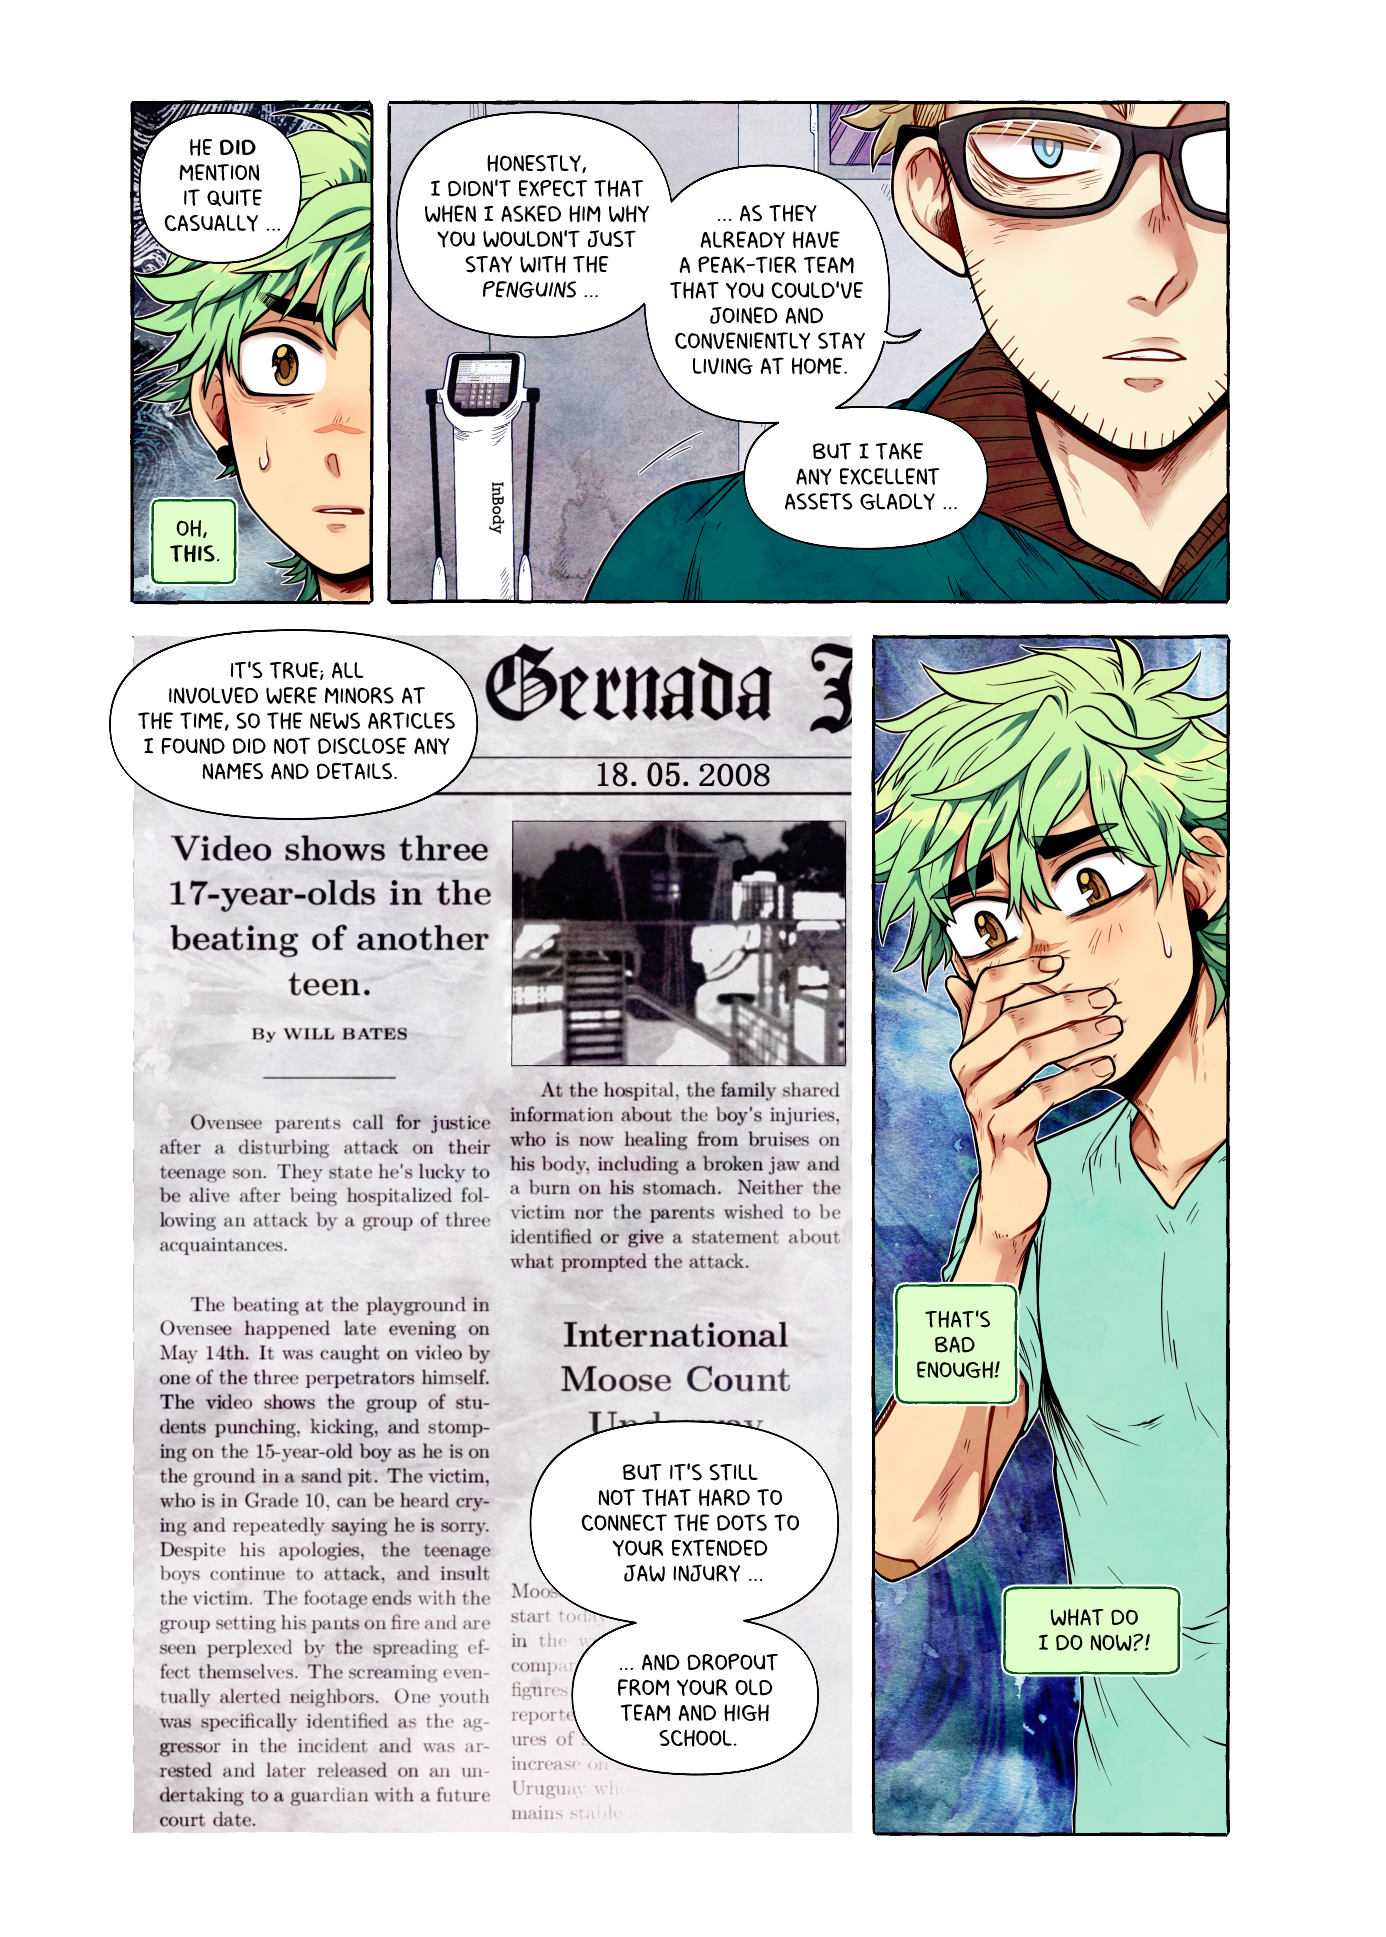 HE DID
MENTION
IT QUITE
CASUALLY ...
OH,
THIS.
HONESTLY,
I DIDN'T EXPECT THAT
WHEN I ASKED HIM WHY
YOU WOULDN'T JUST
STAY WITH THE
PENGUINS ...
... AS THEY
ALREADY HAVE
A PEAK-TIER TEAM
THAT YOU COULD'VE
JOINED AND
CONVENIENTLY STAY
LIVING AT HOME.
BUT I TAKE
ANY EXCELLENT
ASSETS GLADLY ...
InBody
IT'S TRUE; ALL
INVOLVED WERE MINORS AT
THE TIME, SO THE NEWS ARTICLES
I FOUND DID NOT DISCLOSE ANY
NAMES AND DETAILS.
Gernada J
18. 05. 2008
Video shows three
17-year-olds in the
beating of another
teen.
By WILL BATES
Ovensee parents call for justice
after a disturbing attack on their
teenage son. They state he's lucky to
be alive after being hospitalized fol-
lowing an attack by a group of three
acquaintances.
The beating at the playground in
Ovensee happened late evening on
May 14th. It was caught on video by
one of the three perpetrators himself.
The video shows the group of stu-
dents punching, kicking, and stomp-
ing on the 15-year-old boy as he is on
the ground in a sand pit. The victim,
who is in Grade 10, can be heard cry-
ing and repeatedly saying he is sorry.
Despite his apologies, the teenage
boys continue to attack, and insult
the victim. The footage ends with the
group setting his pants on fire and are
seen perplexed by the spreading ef-
fect themselves. The screaming even-
tually alerted neighbors. One youth
was specifically identified as the ag-
gressor in the incident and was ar-
rested and later released on an un-
dertaking to a guardian with a future
court date.
At the hospital, the family shared
information about the boy's injuries,
who is now healing from bruises on
his body, including a broken jaw and
a burn on his stomach. Neither the
victim nor the parents wished to be
identified or give a statement about
what prompted the attack.
International
Moose Count
Underway
BUT IT'S STILL
NOT THAT HARD TO
CONNECT THE DOTS TO
YOUR EXTENDED
JAW INJURY ...
Moos
start today
in the w
compan
figures
reporte
ures of
increase on
Uruguay who
mains stable
... AND DROPOUT
FROM YOUR OLD
TEAM AND HIGH
SCHOOL.
THAT'S
BAD
ENOUGH!
WHAT DO
I DO NOW?!